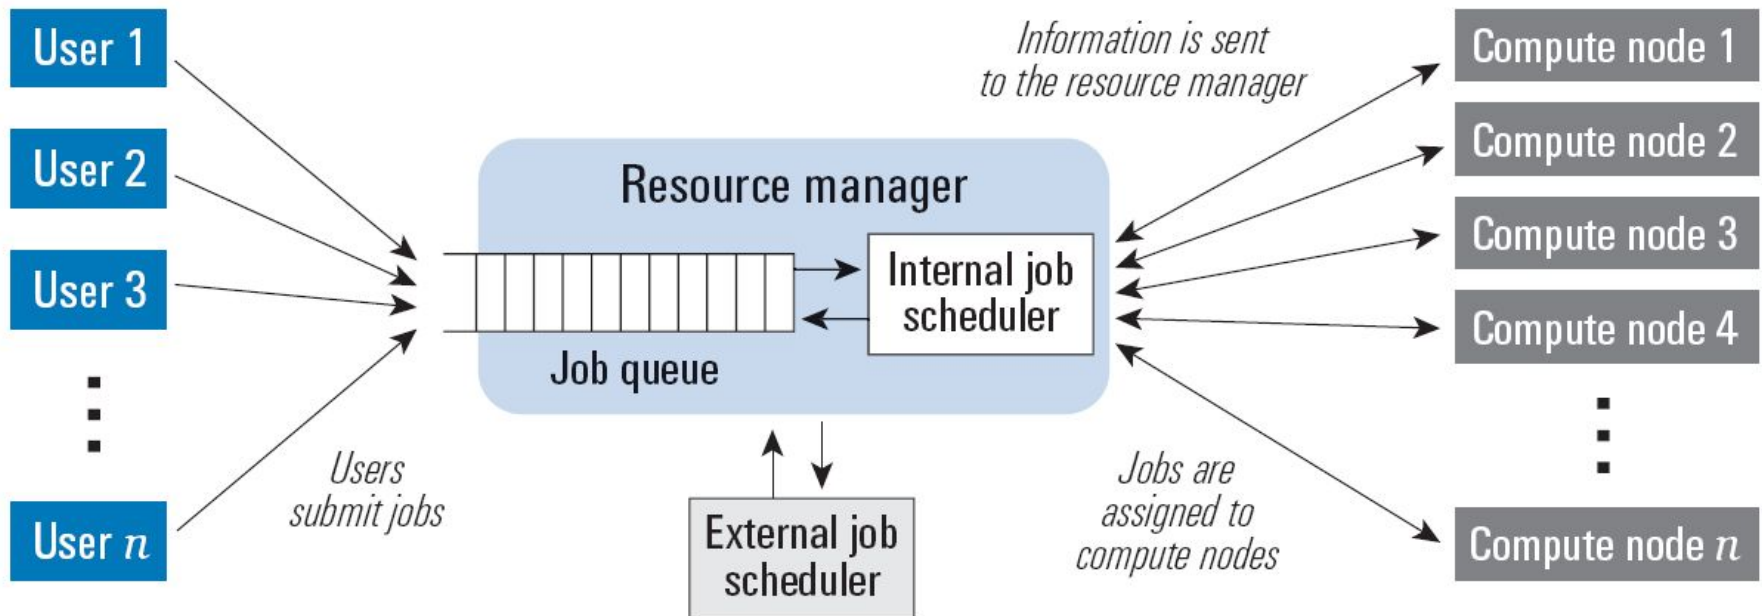 User 1
User 2
User 3
User n
Users
submit jobs
Resource manager
Job queue
Internal job
scheduler
External job
scheduler
Information is sent
to the resource manager
Jobs are
assigned to
compute nodes
Compute node 1
Compute node 2
Compute node 3
Compute node 4
Compute node n